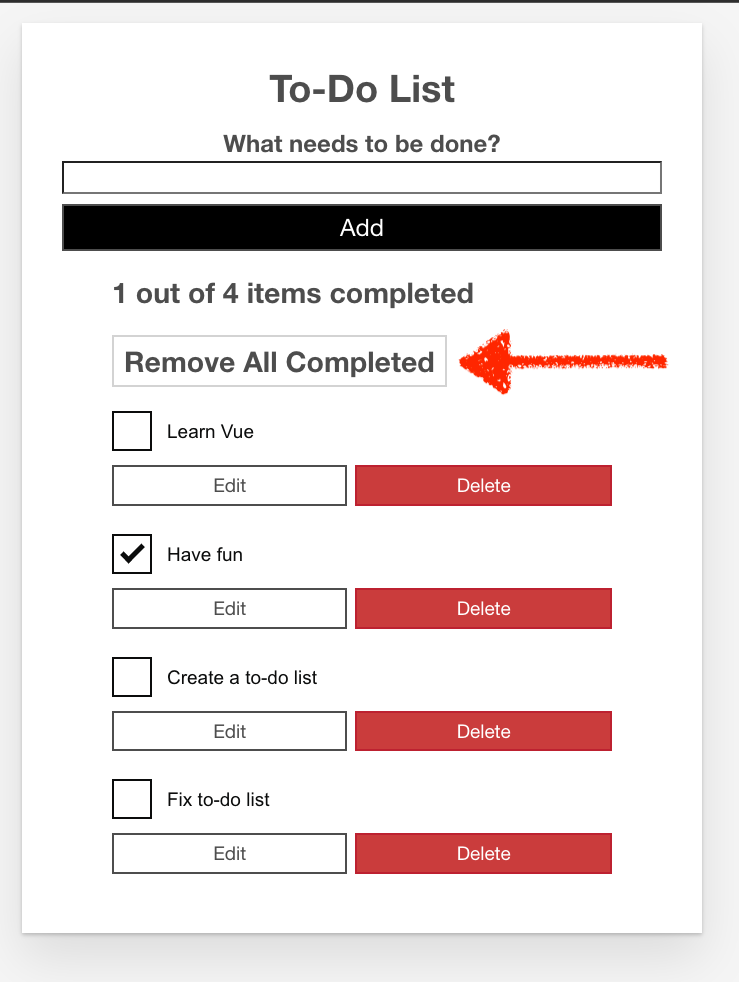 To-Do List
What needs to be done?
Add
1 out of 4 items completed
Remove All Completed
Learn Vue
Edit Delete
Have fun
Edit Delete
Create a to-do list
Edit Delete
Fix to-do list
Edit Delete